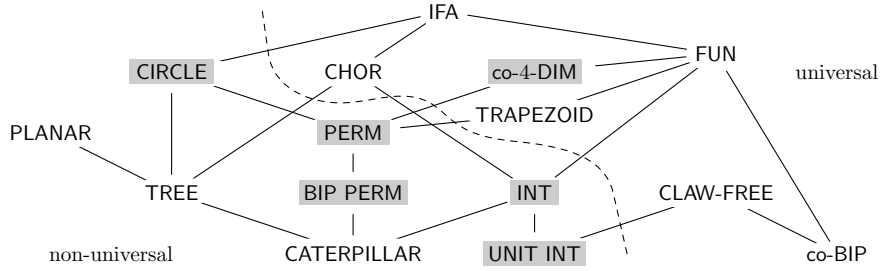 IFA
CIRCLE CHOR co-4-DIM FUN universal
PLANAR PERM TRAPEZOID
TREE BIP PERM INT CLAW-FREE
non-universal CATERPILLAR UNIT INT co-BIP